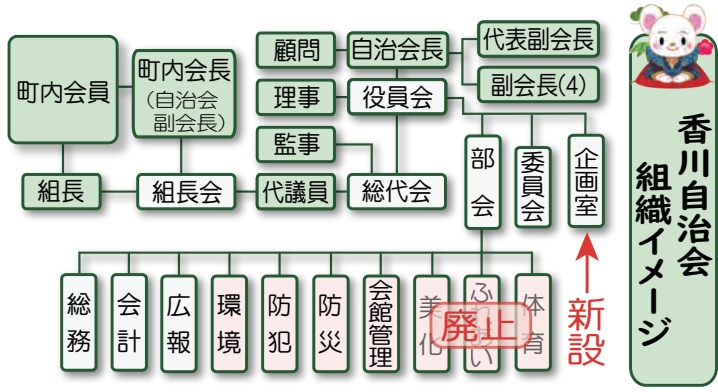 香川自治会
組織イメージ
顧問
自治会長
代表副会長
副会長(4)
町内会員
町内会長
(自治会
副会長)
理事
役員会
監事
組長
組長会
代議員
総代会
部会
委員会
企画室
新設
総務
会計
広報
環境
防犯
防災
会館管理
美化
ふれあい
体育
廃止